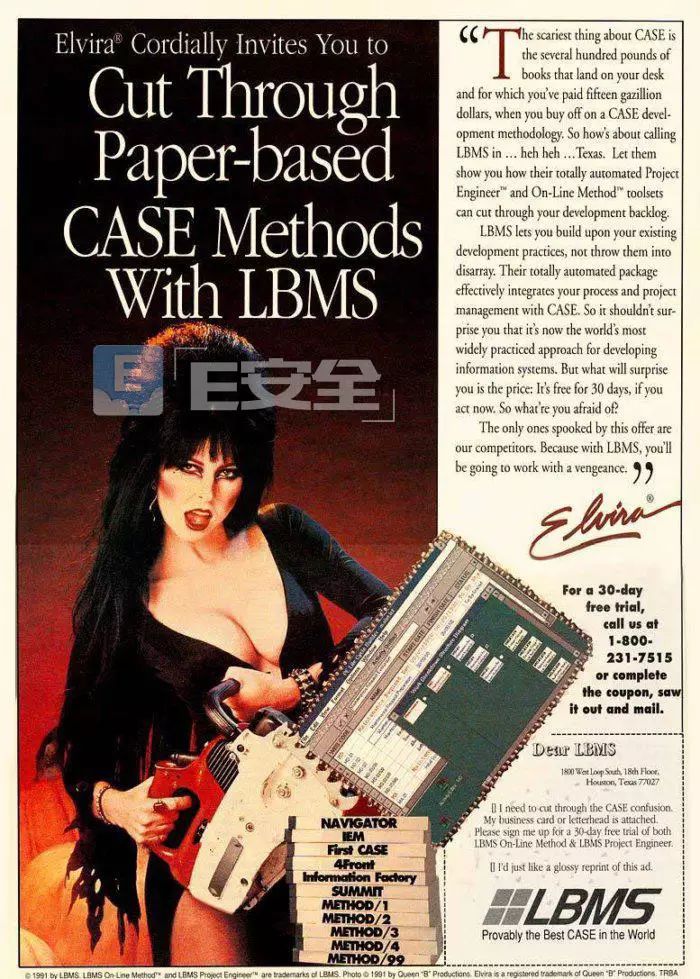 Elvira® Cordially Invites You to
Cut Through
Paper-based
CASE Methods
With LBMS
E安全
“The scariest thing about CASE is
the several hundred pounds of
books that land on your desk
and for which you've paid fifteen gazillion
dollars, when you buy off on a CASE devel-
opment methodology. So how's about calling
LBMS in ... heh heh ...Texas. Let them
show you how their totally automated Project
Engineer™ and On-Line Method™ toolsets
can cut through your development backlog.
LBMS lets you build upon your existing
development practices, not throw them into
disarray. Their totally automated package
effectively integrates your process and project
management with CASE. So it shouldn't sur-
prise you that it's now the world's most
widely practiced approach for developing
information systems. But what will surprise
you is the price: It's free for 30 days, if you
act now. So what're you afraid of?
The only ones spooked by this offer are
our competitors. Because with LBMS, you'll
be going to work with a vengeance.”
Elvira®
For a 30-day
free trial,
call us at
1-800-
231-7515
or complete
the coupon, saw
it out and mail.
Dear LBMS
1800 West Loop South, 18th Floor,
Houston, Texas 77027
[] I need to cut through the CASE confusion.
My business card or letterhead is attached.
Please sign me up for a 30-day free trial of both
LBMS On-Line Method & LBMS Project Engineer.
[] I'd just like a glossy reprint of this ad.
LBMS
Provably the Best CASE in the World
NAVIGATOR
IEM
First CASE
4Front
Information Factory
SUMMIT
METHOD/1
METHOD/2
METHOD/3
METHOD/4
METHOD/99
© 1991 by LBMS. LBMS On-Line Method™ and LBMS Project Engineer™ are trademarks of LBMS. Photo © 1991 by Queen "B" Productions. Elvira is a registered trademark of Queen "B" Productions. TRBA